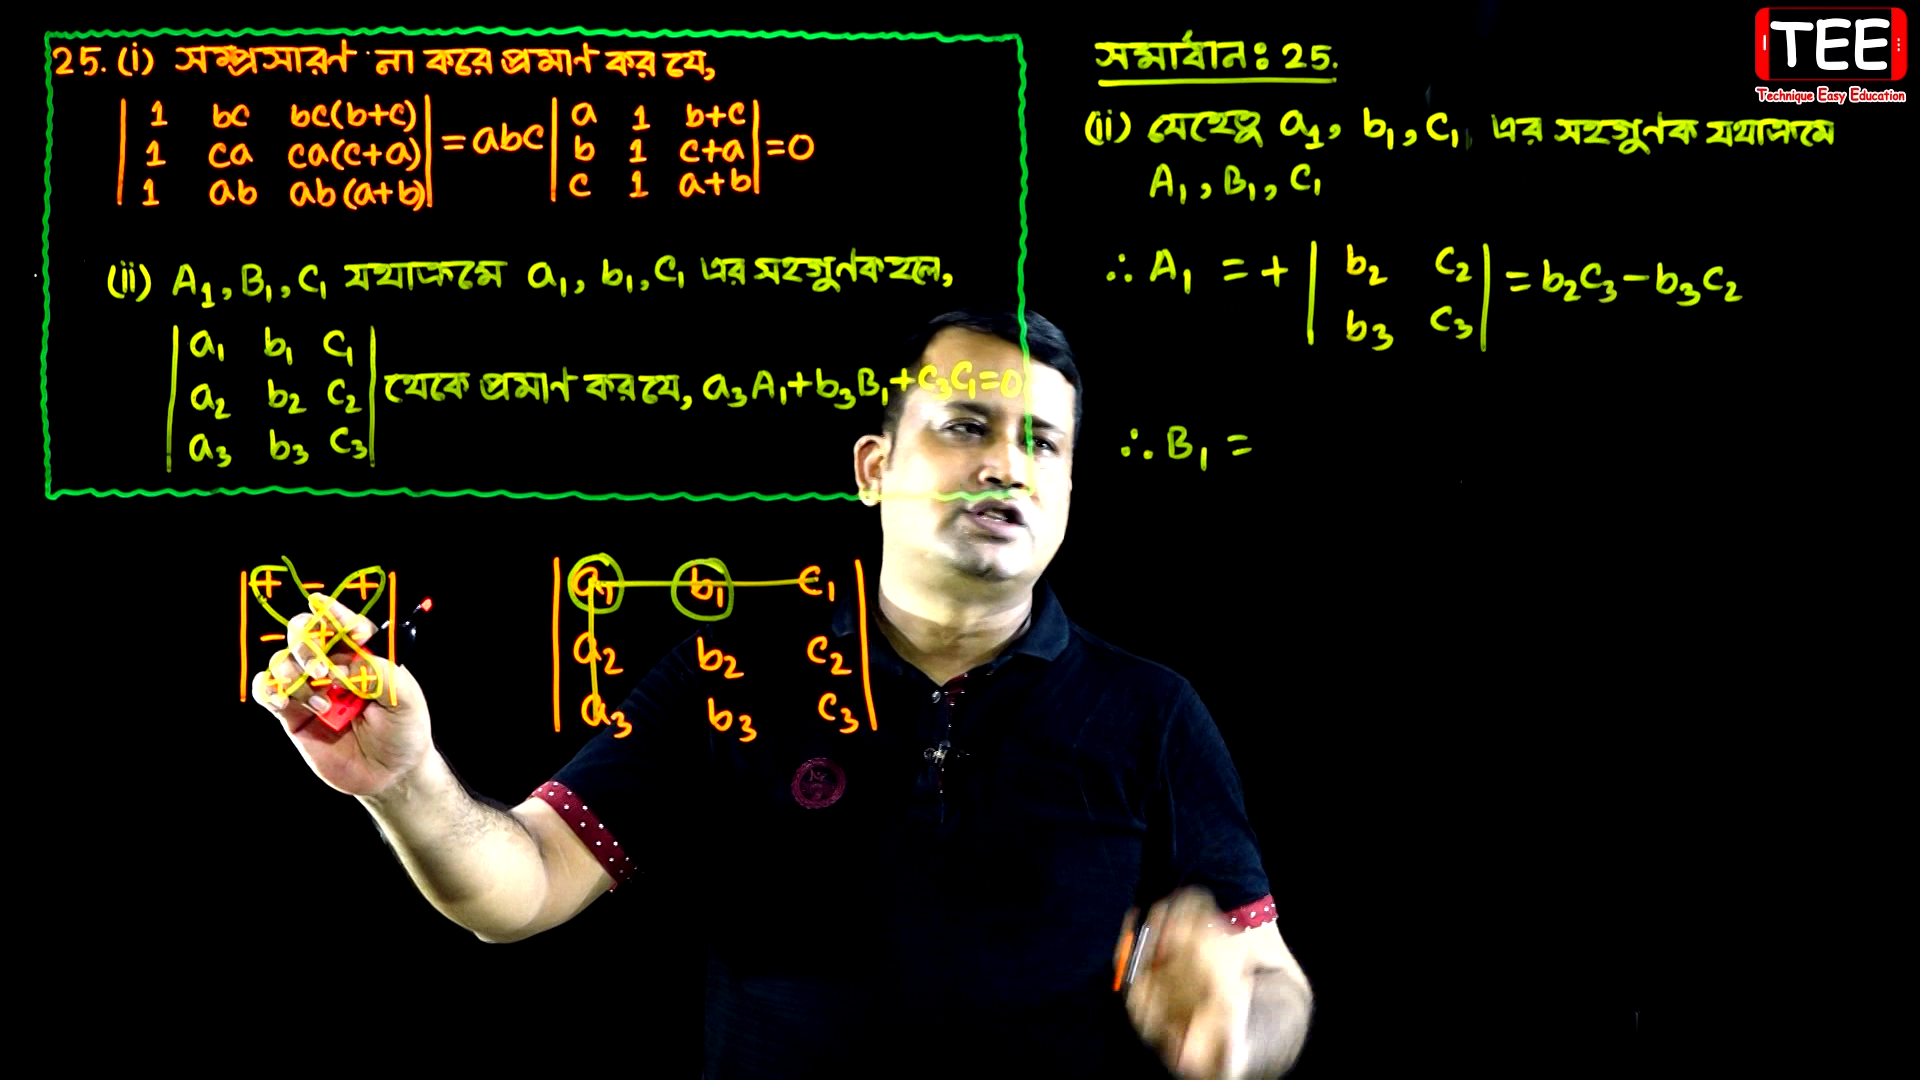 25. (i) সম্প্রসারণ না করে প্রমাণ কর যে,
| 1 bc bc(b+c) | = abc | a 1 b+c | = 0
| 1 ca ca(c+a) | | b 1 c+a |
| 1 ab ab(a+b) | | c 1 a+b |
(ii) A₁, B₁, C₁ যথাক্রমে a₁, b₁, c₁ এর সহগুণক হলে,
| a₁ b₁ c₁ |
| a₂ b₂ c₂ | থেকে প্রমাণ কর যে, a₃A₁+b₃B₁+c₃C₁=0
| a₃ b₃ c₃ |
| + - + |
| - + |
| + - + |
| a₁ b₁ c₁ |
| a₂ b₂ c₂ |
| a₃ b₃ c₃ |
সমাধান: 25.
(ii) যেহেতু a₁, b₁, c₁ এর সহগুণক যথাক্রমে
A₁, B₁, C₁
∴ A₁ = + | b₂ c₂ | = b₂c₃ - b₃c₂
| b₃ c₃ |
∴ B₁ =
TEE
Technique Easy Education